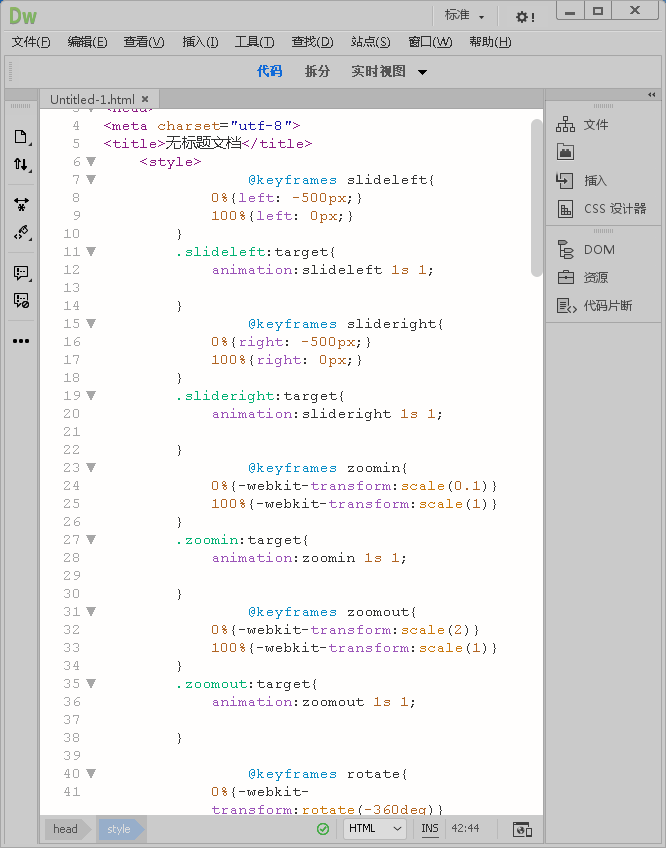 Dw
标准
文件(F) 编辑(E) 查看(V) 插入(I) 工具(T) 查找(D) 站点(S) 窗口(W) 帮助(H)
代码 拆分 实时视图
Untitled-1.html ×
3 <head>
4 <meta charset="utf-8">
5 <title>无标题文档</title>
6 <style>
7 @keyframes slideleft{
8 0%{left: -500px;}
9 100%{left: 0px;}
10 }
11 .slideleft:target{
12 animation:slideleft 1s 1;
13
14 }
15 @keyframes slideright{
16 0%{right: -500px;}
17 100%{right: 0px;}
18 }
19 .slideright:target{
20 animation:slideright 1s 1;
21
22 }
23 @keyframes zoomin{
24 0%{-webkit-transform:scale(0.1)}
25 100%{-webkit-transform:scale(1)}
26 }
27 .zoomin:target{
28 animation:zoomin 1s 1;
29
30 }
31 @keyframes zoomout{
32 0%{-webkit-transform:scale(2)}
33 100%{-webkit-transform:scale(1)}
34 }
35 .zoomout:target{
36 animation:zoomout 1s 1;
37
38 }
39
40 @keyframes rotate{
41 0%{-webkit-
transform:rotate(-360deg)}
文件
插入
CSS 设计器
DOM
资源
代码片断
head style HTML INS 42:44